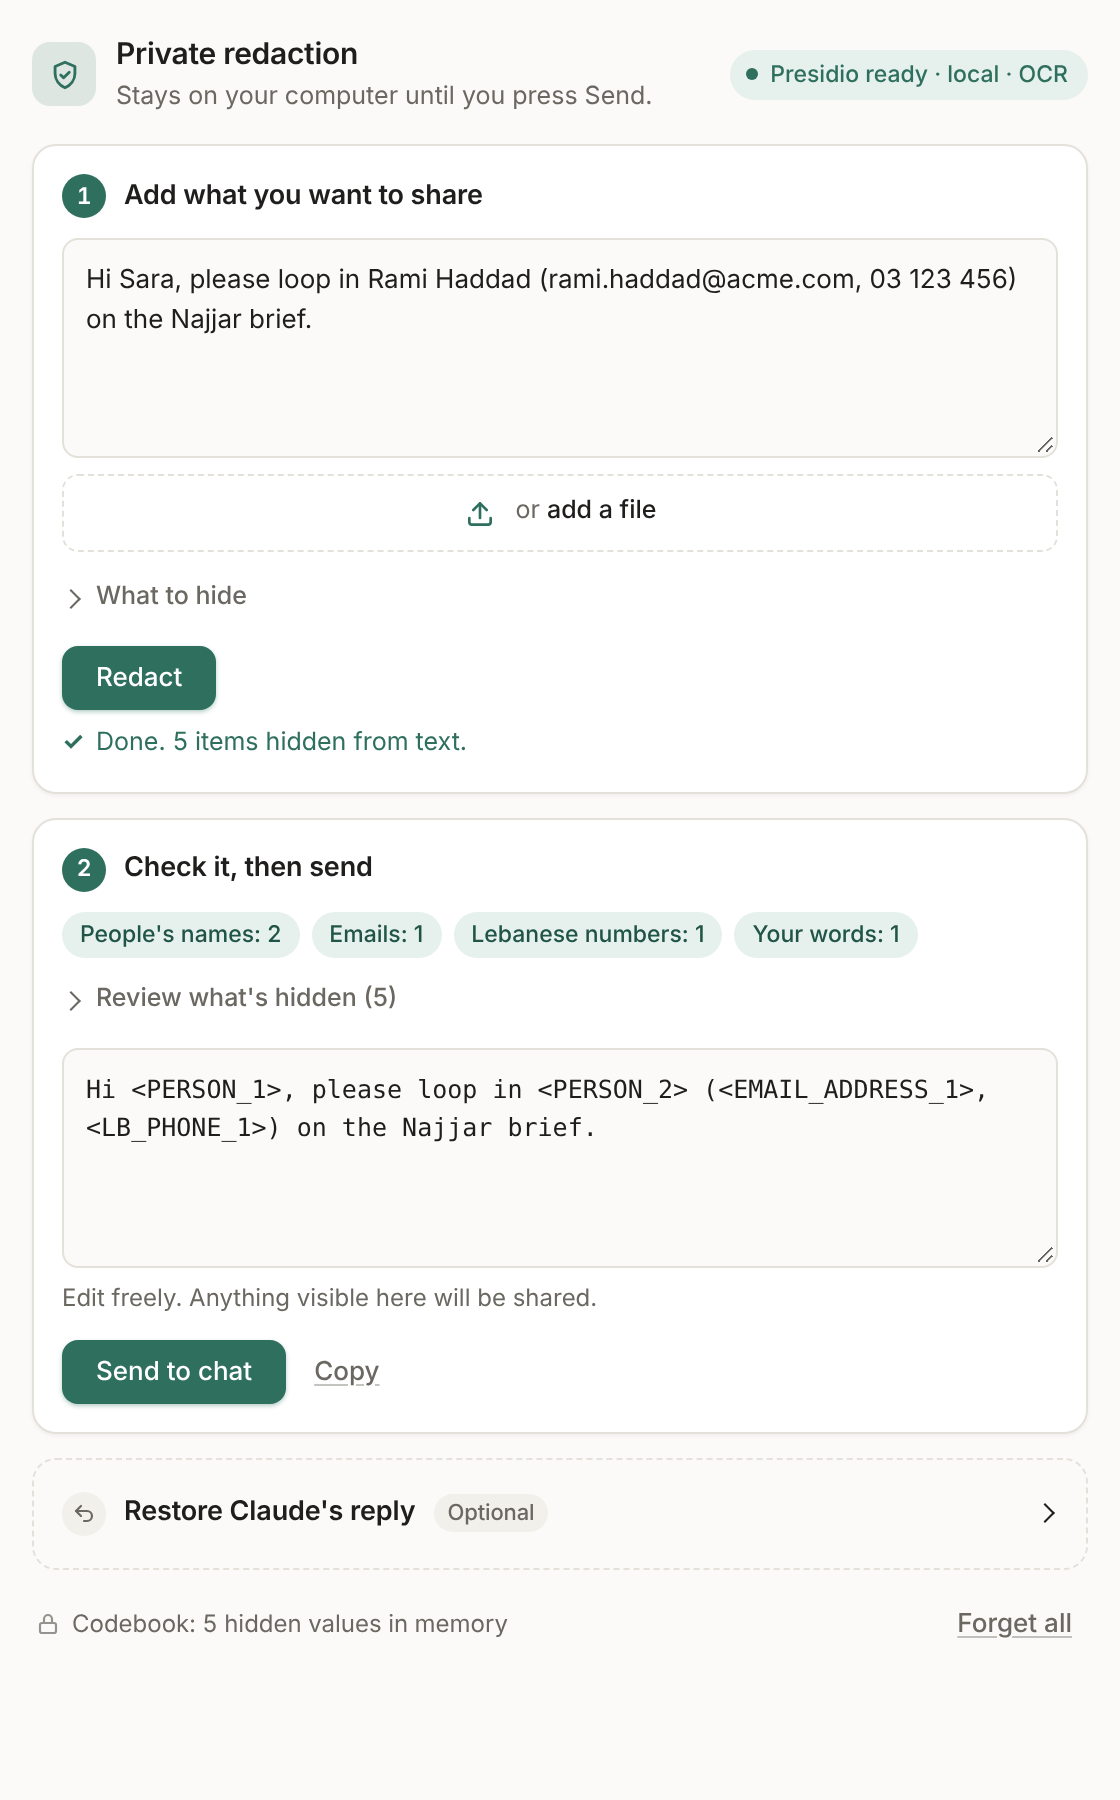 Private redaction
Stays on your computer until you press Send.
Presidio ready · local · OCR
1 Add what you want to share
Hi Sara, please loop in Rami Haddad (rami.haddad@acme.com, 03 123 456)
on the Najjar brief.
or add a file
What to hide
Redact
Done. 5 items hidden from text.
2 Check it, then send
People's names: 2 Emails: 1 Lebanese numbers: 1 Your words: 1
Review what's hidden (5)
Hi <PERSON_1>, please loop in <PERSON_2> (<EMAIL_ADDRESS_1>,
<LB_PHONE_1>) on the Najjar brief.
Edit freely. Anything visible here will be shared.
Send to chat Copy
Restore Claude's reply Optional
Codebook: 5 hidden values in memory Forget all